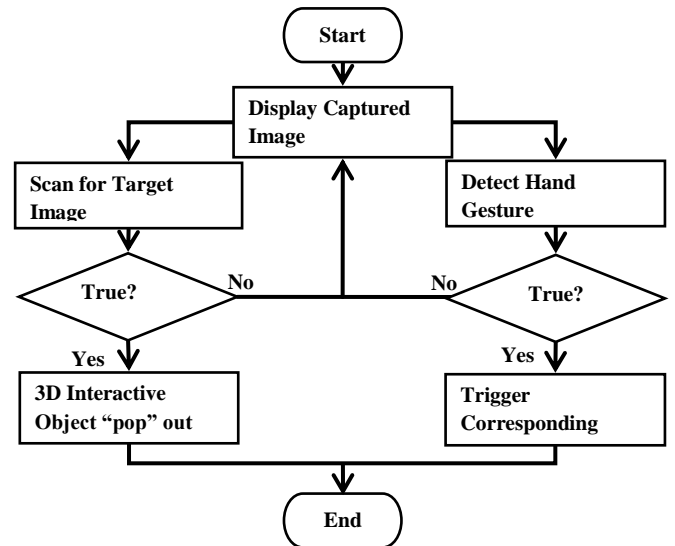 Start
Display Captured
Image
Scan for Target
Image
Detect Hand
Gesture
True?
No
No
True?
Yes
Yes
3D Interactive
Object “pop” out
Trigger
Corresponding
End